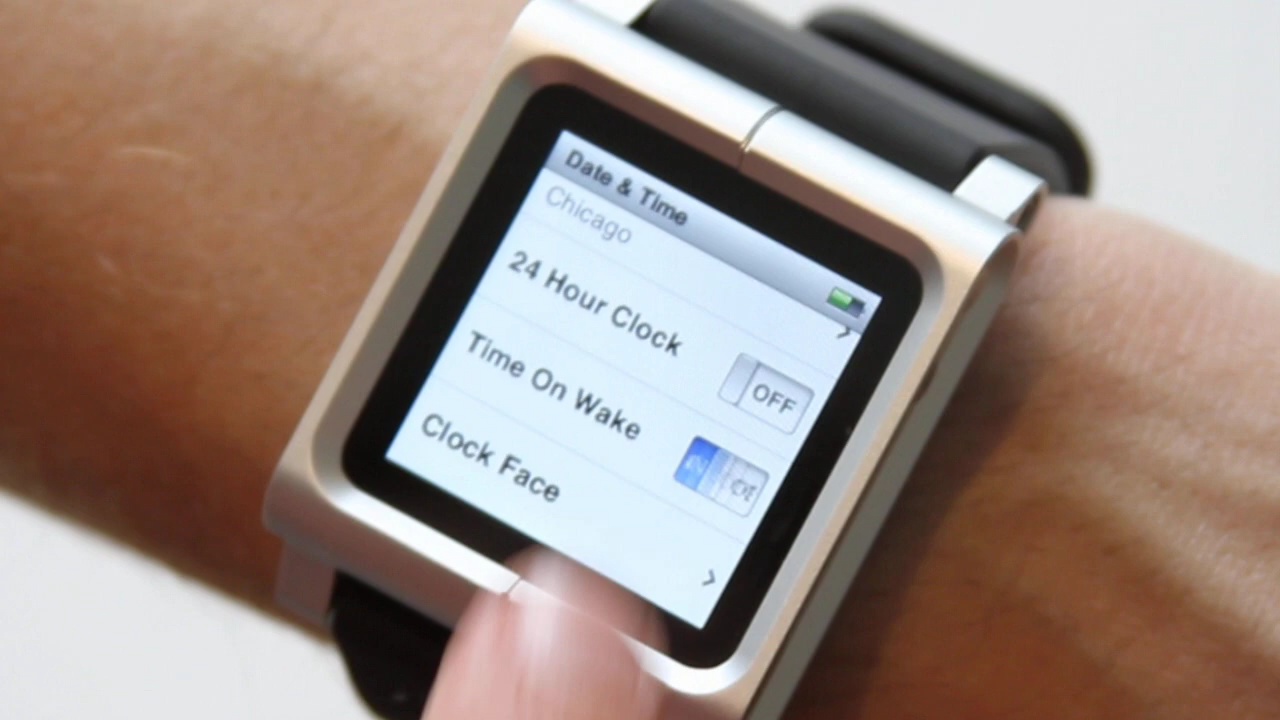 Date & Time
Chicago
24 Hour Clock
OFF
Time On Wake
Clock Face